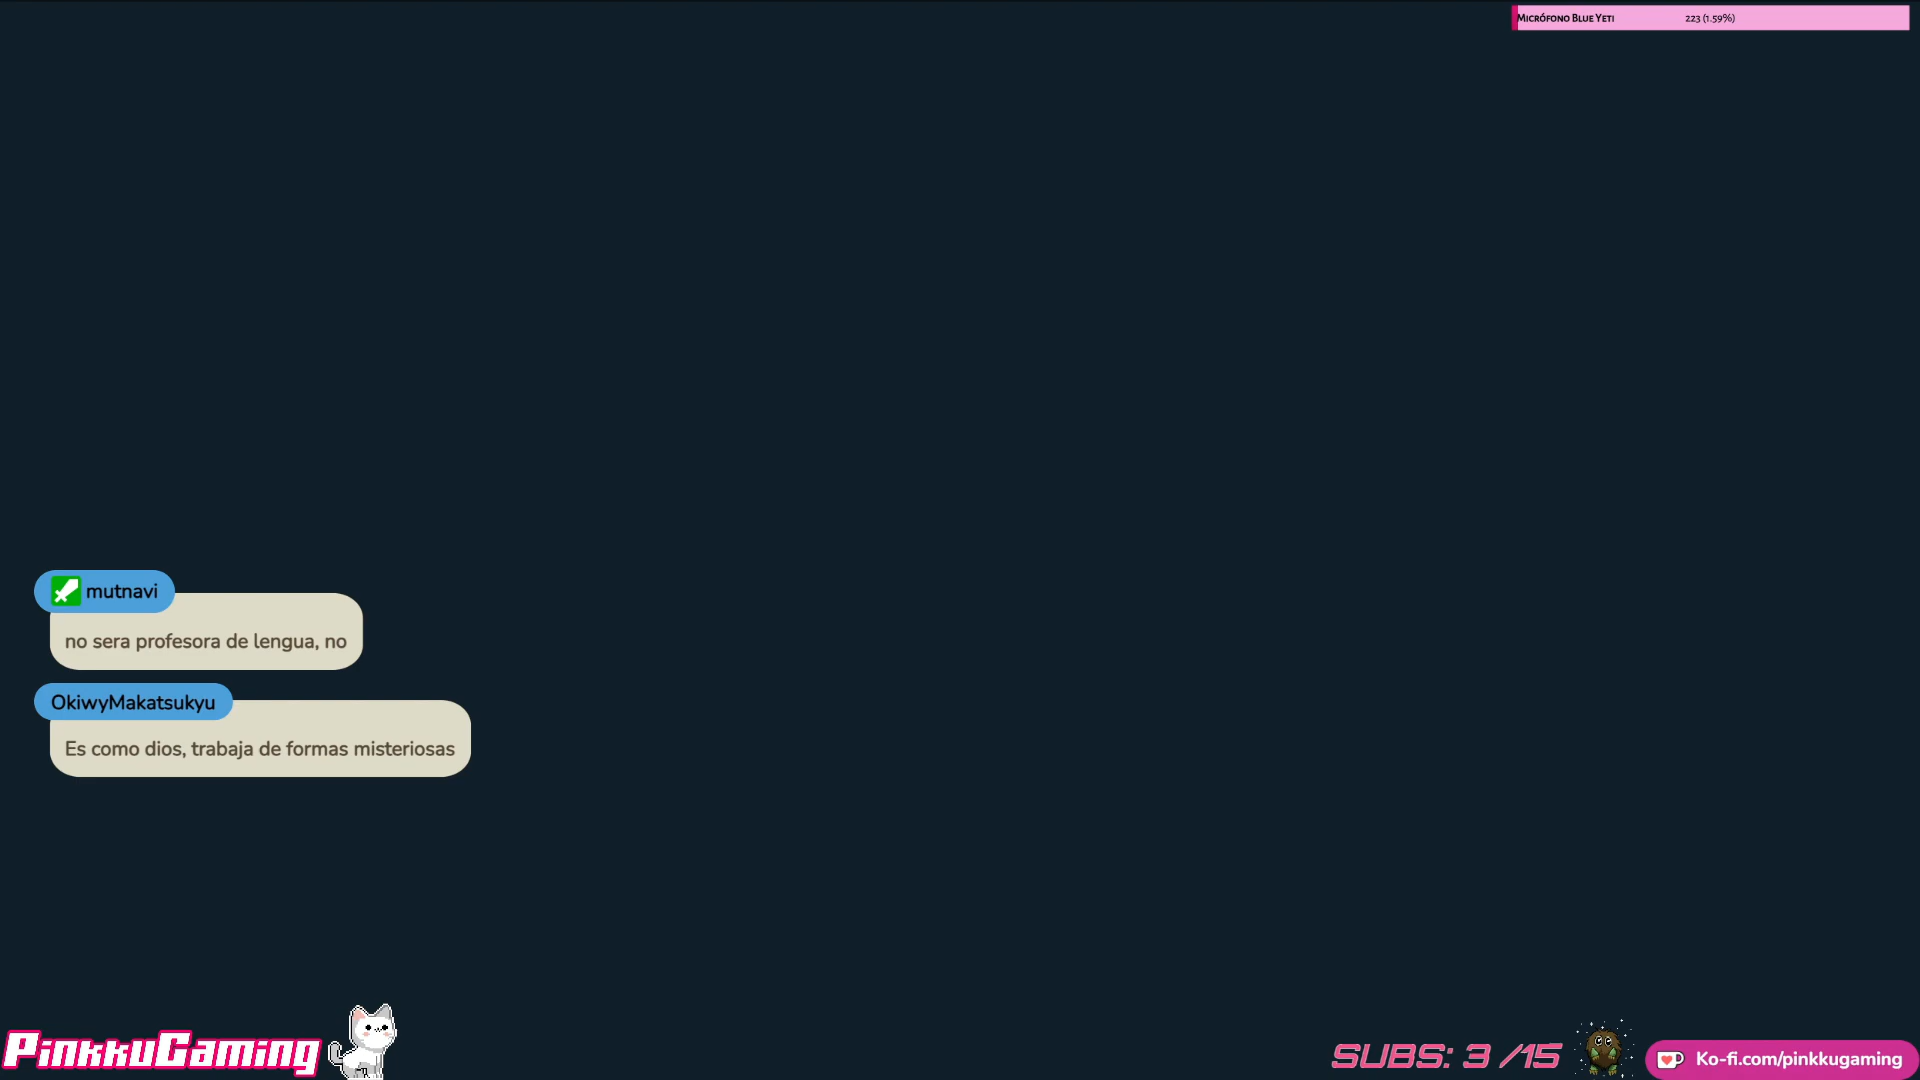 Micrófono Blue Yeti 223 (1.59%)
mutnavi
no sera profesora de lengua, no
OkiwyMakatsukyu
Es como dios, trabaja de formas misteriosas
PinkkuGaming
SUBS: 3 /15
Ko-fi.com/pinkkugaming